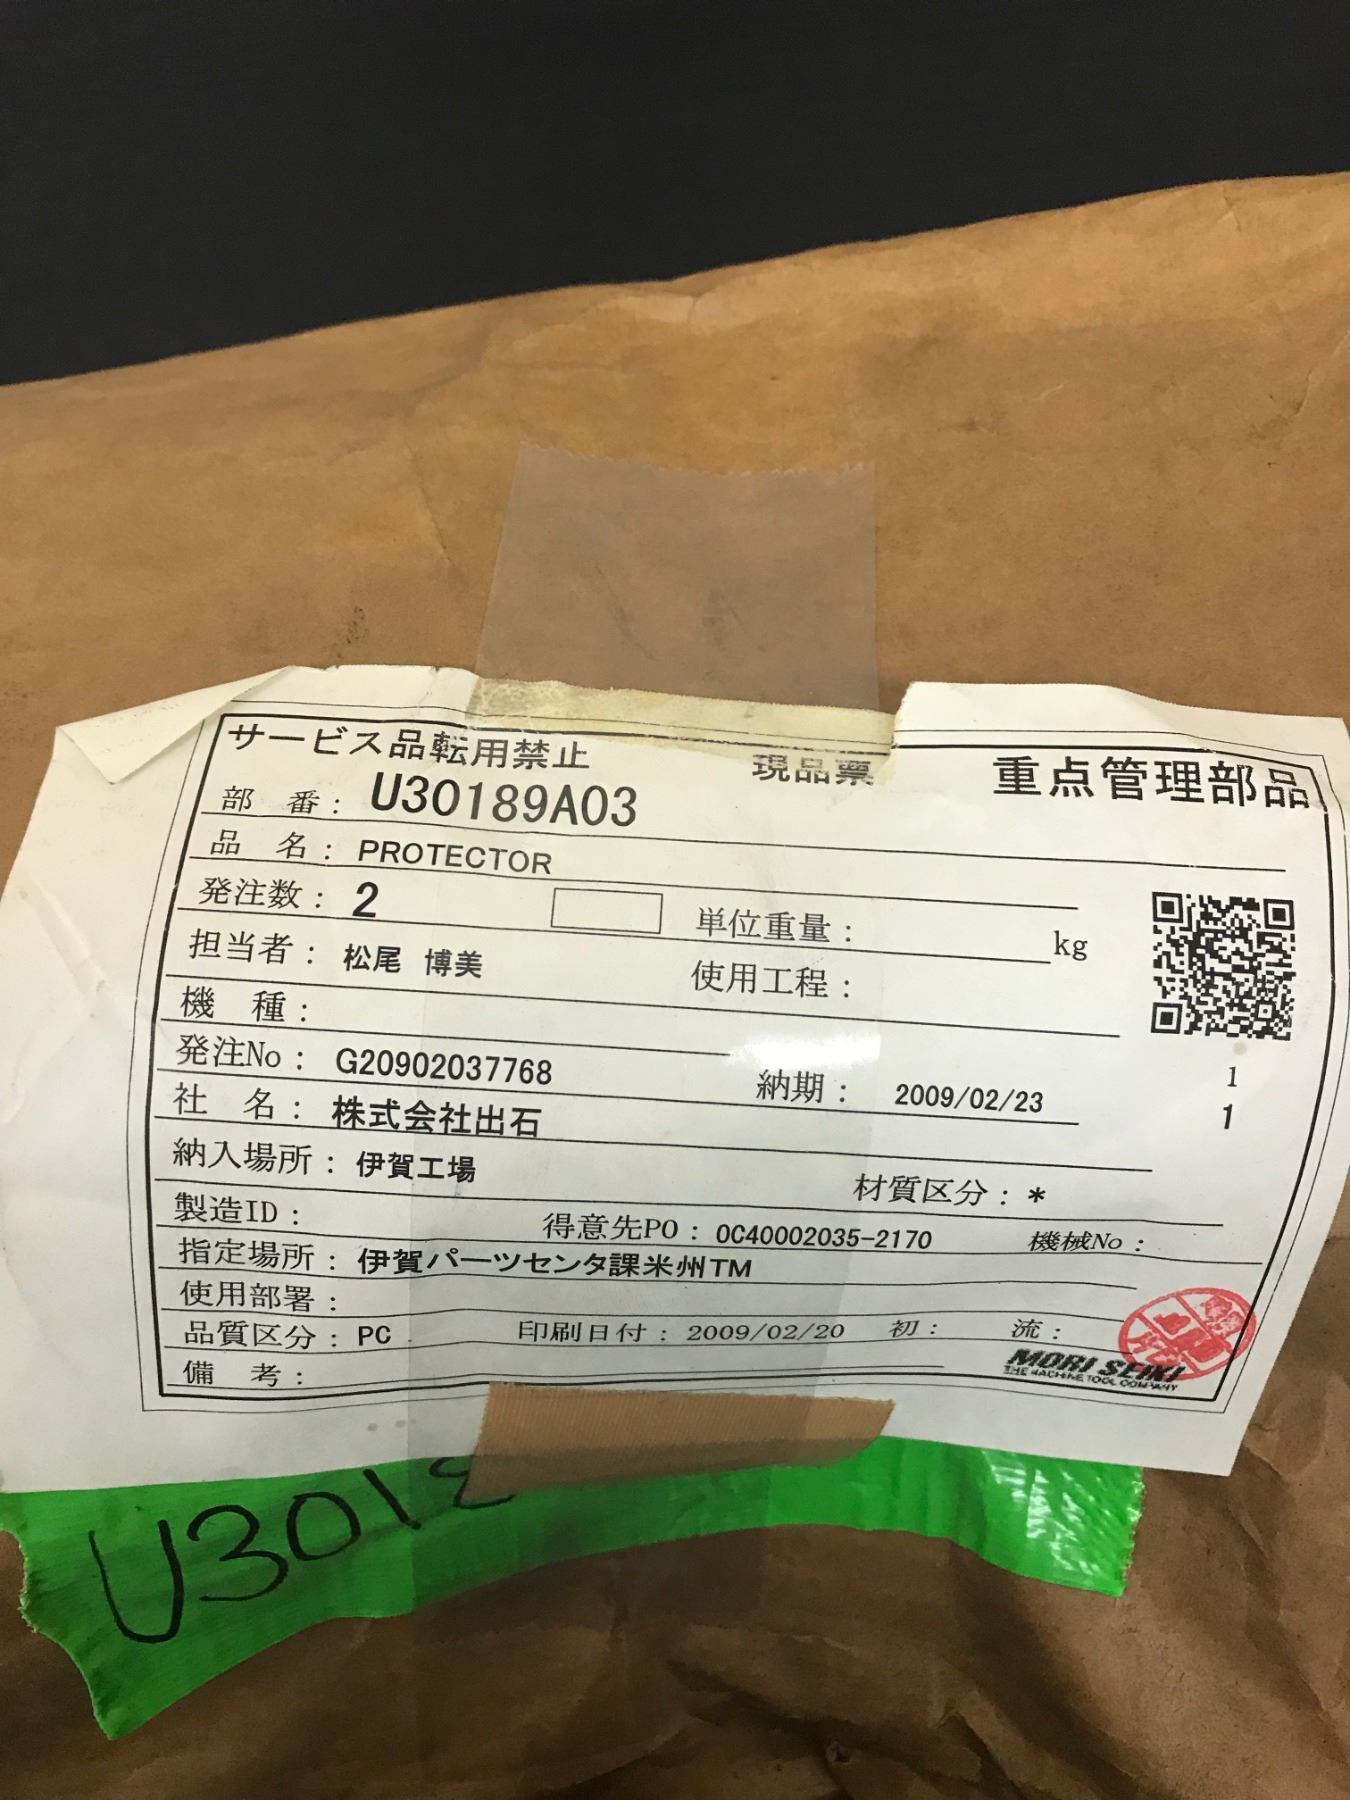 サービス品転用禁止 現品票 重点管理部品
部 番: U30189A03
品 名: PROTECTOR
発注数: 2 単位重量: kg
担当者: 松尾 博美 使用工程:
機 種:
発注No: G20902037768 納期: 2009/02/23 1
社 名: 株式会社出石 1
納入場所: 伊賀工場 材質区分: *
製造ID: 得意先PO: OC40002035-2170 機械No:
指定場所: 伊賀パーツセンタ課米州TM
使用部署:
品質区分: PC 印刷日付: 2009/02/20 初: 流:
備 考: MORI SEIKI
THE MACHINE TOOL COMPANY
U301